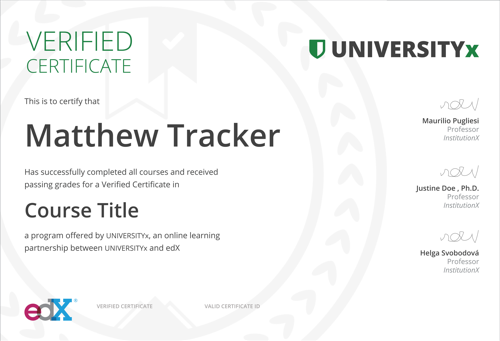 VERIFIED
CERTIFICATE
UNIVERSITYx
This is to certify that
Matthew Tracker
Has successfully completed all courses and received
passing grades for a Verified Certificate in
Course Title
a program offered by UNIVERSITYx, an online learning
partnership between UNIVERSITYx and edX
Maurilio Pugliesi
Professor
InstitutionX
Justine Doe , Ph.D.
Professor
InstitutionX
Helga Svobodová
Professor
InstitutionX
edX
VERIFIED CERTIFICATE
VALID CERTIFICATE ID